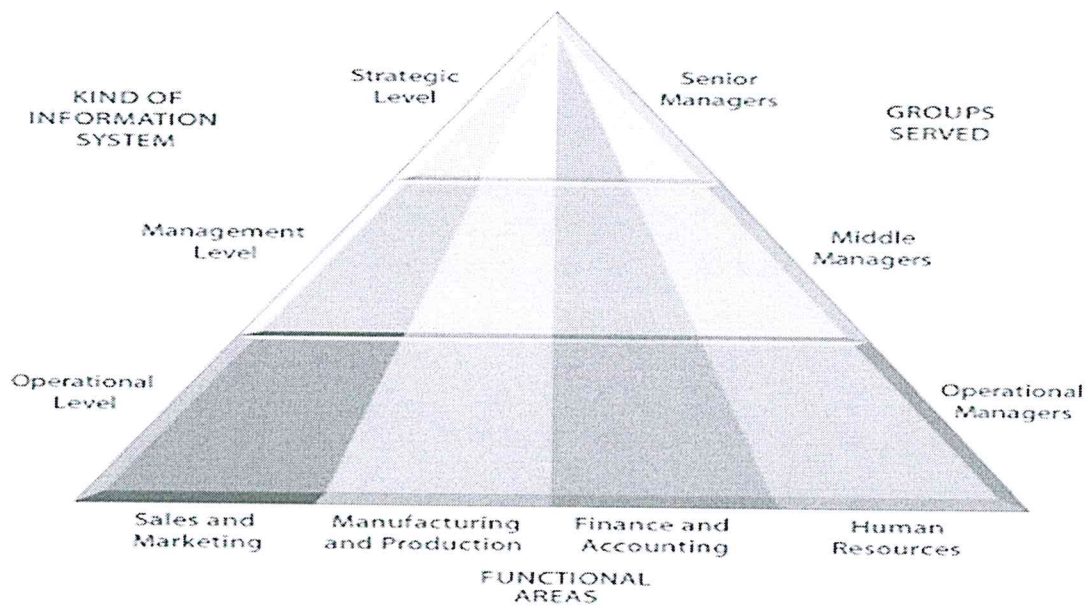 Strategic
Level
Senior
Managers
KIND OF
INFORMATION
SYSTEM
GROUPS
SERVED
Management
Level
Middle
Managers
Operational
Level
Operational
Managers
Sales and
Marketing
Manufacturing
and Production
Finance and
Accounting
Human
Resources
FUNCTIONAL
AREAS